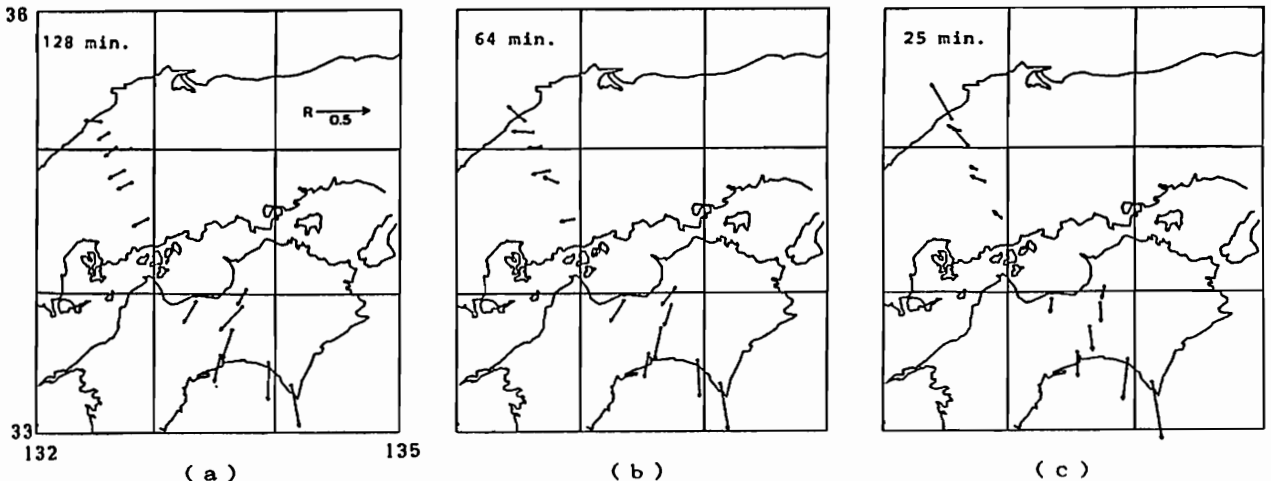 36
128 min.
64 min.
25 min.
R
0.5
33
132
135
( a )
( b )
( c )